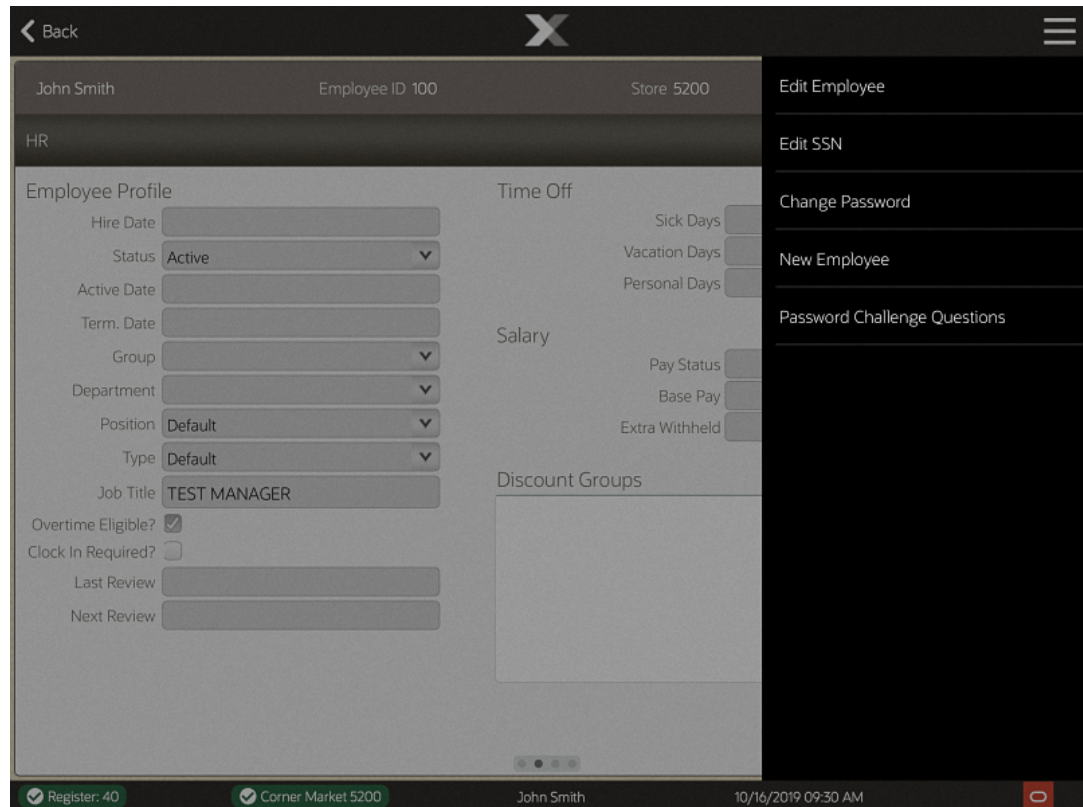 Back
John Smith Employee ID 100 Store 5200
HR
Employee Profile
Hire Date
Status Active
Active Date
Term. Date
Group
Department
Position Default
Type Default
Job Title TEST MANAGER
Overtime Eligible?
Clock In Required?
Last Review
Next Review
Time Off
Sick Days
Vacation Days
Personal Days
Salary
Pay Status
Base Pay
Extra Withheld
Discount Groups
Edit Employee
Edit SSN
Change Password
New Employee
Password Challenge Questions
Register: 40 Corner Market 5200 John Smith 10/16/2019 09:30 AM